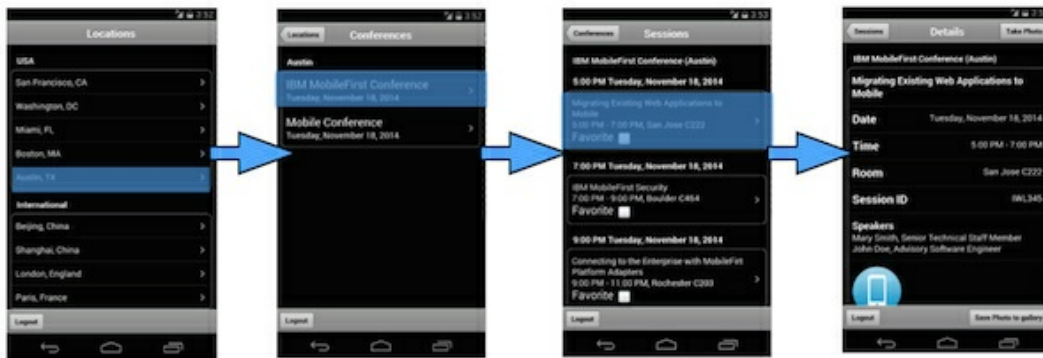 3:52
Locations
USA
San Francisco, CA
Washington, DC
Miami, FL
Boston, MA
Austin, TX
International
Beijing, China
Shanghai, China
London, England
Paris, France
Logout
3:52
Locations
Conferences
Austin
IBM MobileFirst Conference
Tuesday, November 18, 2014
Mobile Conference
Tuesday, November 18, 2014
Logout
3:53
Conferences
Sessions
IBM MobileFirst Conference (Austin)
5:00 PM Tuesday, November 18, 2014
Migrating Existing Web Applications to
Mobile
5:00 PM - 7:00 PM, San Jose C222
Favorite
7:00 PM Tuesday, November 18, 2014
IBM MobileFirst Security
7:00 PM - 9:00 PM, Boulder C454
Favorite
9:00 PM Tuesday, November 18, 2014
Connecting to the Enterprise with MobileFirt
Platform Adapters
9:00 PM - 11:00 PM, Rochester C203
Favorite
Logout
Sessions
Details
Take Photo
IBM MobileFirst Conference (Austin)
Migrating Existing Web Applications to
Mobile
Date Tuesday, November 18, 2014
Time 5:00 PM - 7:00 PM
Room San Jose C222
Session ID IWL345
Speakers
Mary Smith, Senior Technical Staff Member
John Doe, Advisory Software Engineer
Logout
Save Photo to gallery